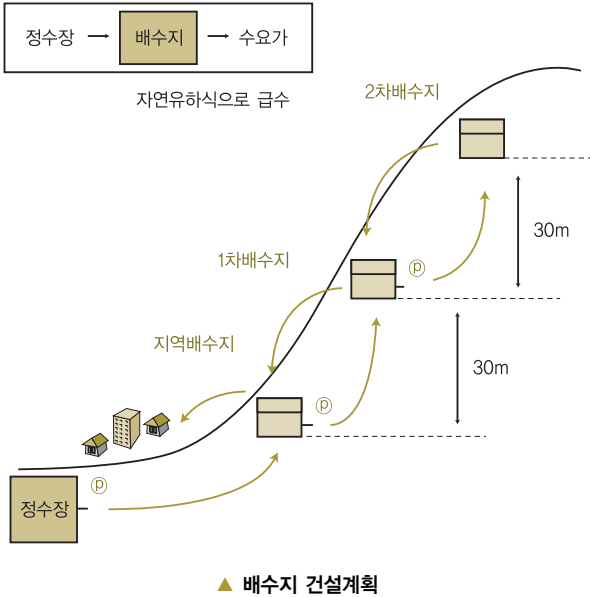 정수장 배수지 수요가
자연유하식으로 급수
2차배수지
30m
1차배수지
ⓟ
지역배수지
30m
ⓟ
ⓟ
정수장
▲ 배수지 건설계획